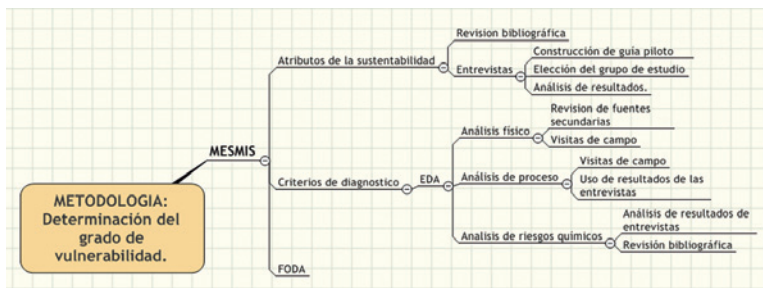 METODOLOGIA:
Determinación del
grado de
vulnerabilidad.
MESMIS
Atributos de la sustentabilidad
Revision bibliográfica
Entrevistas
Construcción de guía piloto
Elección del grupo de estudio
Análisis de resultados.
Criterios de diagnostico
EDA
Análisis físico
Revision de fuentes
secundarias
Visitas de campo
Análisis de proceso
Visitas de campo
Uso de resultados de las
entrevistas
Analisis de riesgos químicos
Análisis de resultados de
entrevistas
Revisión bibliográfica
FODA